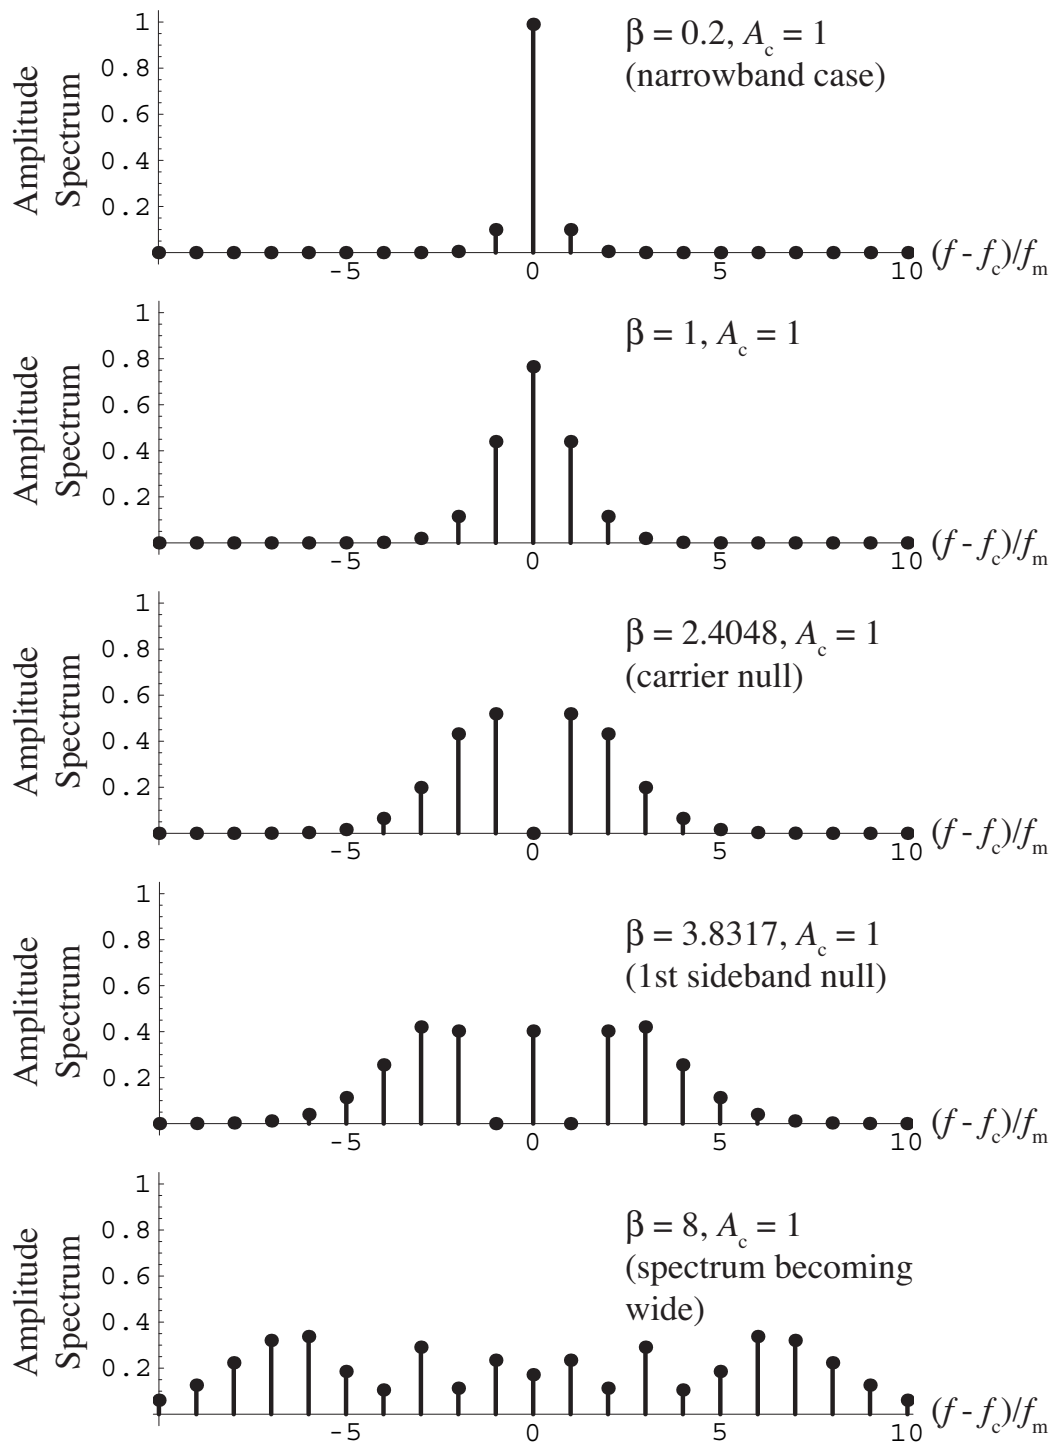 Amplitude
Spectrum
1
0.8
0.6
0.4
0.2
β = 0.2, A_c = 1
(narrowband case)
-5 0 5 10 (f - f_c)/f_m
Amplitude
Spectrum
1
0.8
0.6
0.4
0.2
β = 1, A_c = 1
-5 0 5 10 (f - f_c)/f_m
Amplitude
Spectrum
1
0.8
0.6
0.4
0.2
β = 2.4048, A_c = 1
(carrier null)
-5 0 5 10 (f - f_c)/f_m
Amplitude
Spectrum
1
0.8
0.6
0.4
0.2
β = 3.8317, A_c = 1
(1st sideband null)
-5 0 5 10 (f - f_c)/f_m
Amplitude
Spectrum
1
0.8
0.6
0.4
0.2
β = 8, A_c = 1
(spectrum becoming
wide)
-5 0 5 10 (f - f_c)/f_m